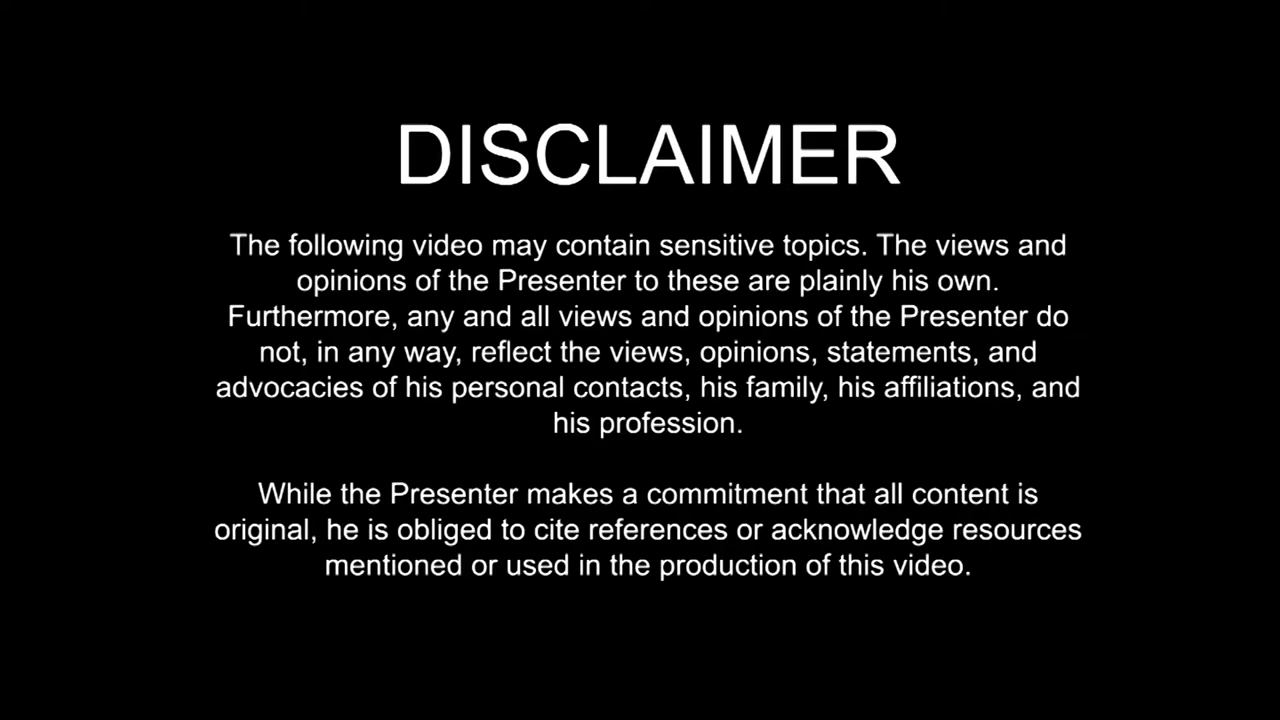 DISCLAIMER
The following video may contain sensitive topics. The views and
opinions of the Presenter to these are plainly his own.
Furthermore, any and all views and opinions of the Presenter do
not, in any way, reflect the views, opinions, statements, and
advocacies of his personal contacts, his family, his affiliations, and
his profession.
While the Presenter makes a commitment that all content is
original, he is obliged to cite references or acknowledge resources
mentioned or used in the production of this video.